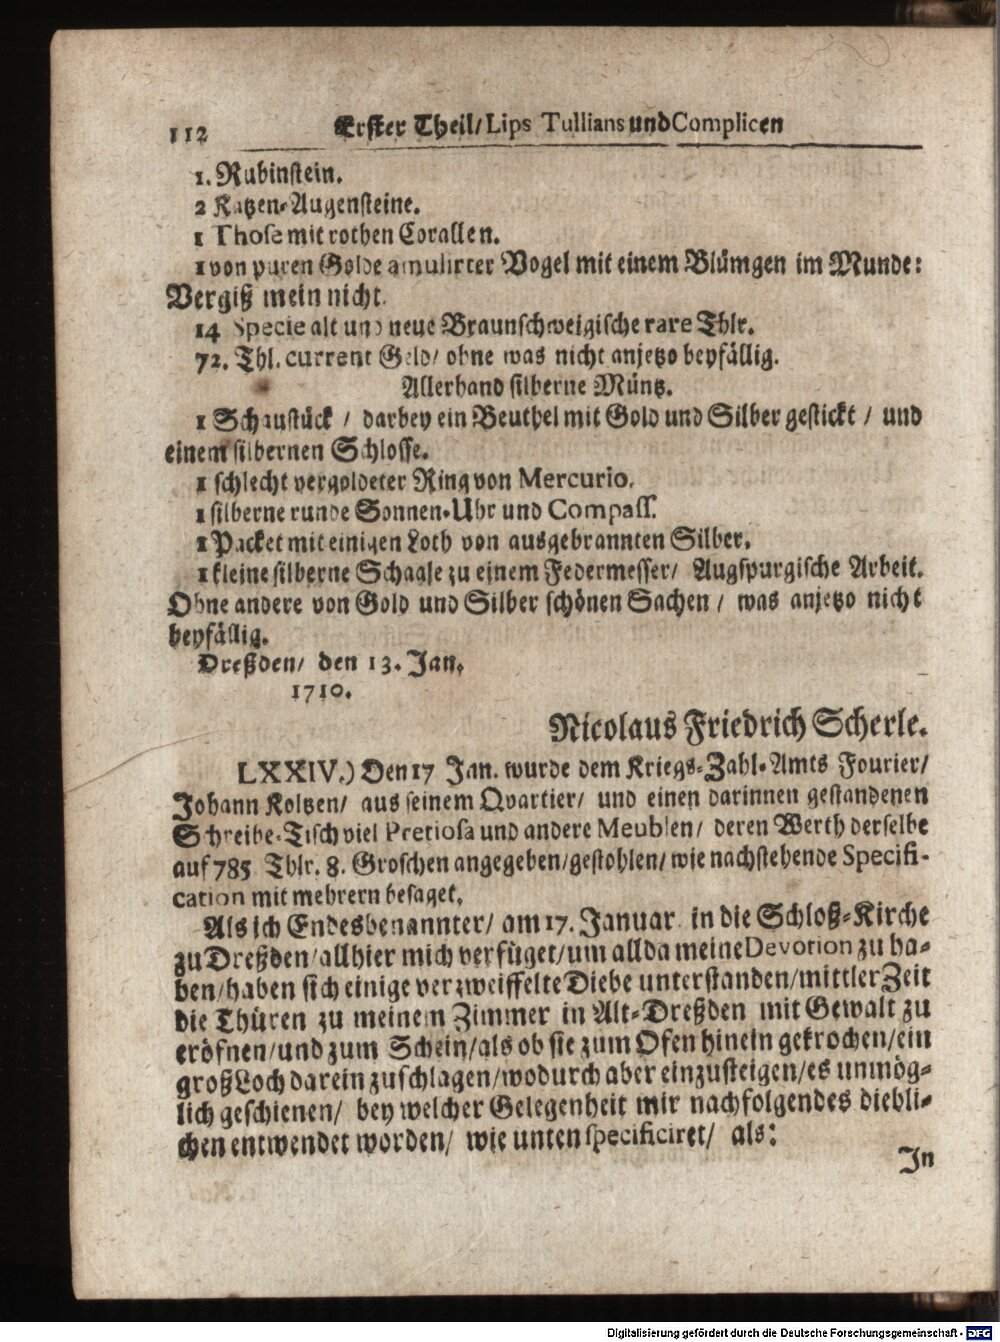 112 Erster Theil/ Lips Tullians und Complicen
1. Rubinstein.
2 Katzen-Augensteine.
1 Those mit rothen Corallen.
1 von puren Golde amulirter Vogel mit einem Blümgen im Munde:
Vergiß mein nicht.
14 Specie alt und neue Braunschweigische rare Thlr.
72. Thl. current Geld/ ohne was nicht anjetzo beyfällig.
Allerhand silberne Müntz.
1 Schaustück / darbey ein Beuthel mit Gold und Silber gestickt / und
einem silbernen Schlosse.
1 schlecht vergoldeter Ring von Mercurio.
1 silberne runde Sonnen-Uhr und Compass.
1 Packet mit einigen Loth von ausgebrannten Silber.
1 kleine silberne Schaale zu einem Federmesser/ Augspurgische Arbeit.
Ohne andere von Gold und Silber schönen Sachen / was anjetzo nicht
beyfällig.
Dreßden/ den 13. Jan.
1710.
Nicolaus Friedrich Scherle.
LXXIV.) Den 17 Jan. wurde dem Kriegs-Zahl-Amts Fourier/
Johann Koltzen/ aus seinem Qvartier/ und einen darinnen gestandenen
Schreibe-Tisch viel Pretiosa und andere Meublen/ deren Werth derselbe
auf 785 Thlr. 8. Groschen angegeben/gestohlen/ wie nachstehende Specifi-
cation mit mehrern besaget.
Als ich Endesbenannter/ am 17. Januar. in die Schloß-Kirche
zu Dreßden/allhier mich verfüget/um allda meine Devotion zu ha-
ben/haben sich einige verzweiffelte Diebe unterstanden/mittler Zeit
die Thüren zu meinem Zimmer in Alt-Dreßden mit Gewalt zu
eröfnen/und zum Schein/als ob sie zum Ofen hinein gekrochen/ein
groß Loch darein zuschlagen/wodurch aber einzusteigen/es unmög-
lich geschienen/ bey welcher Gelegenheit mir nachfolgendes diebli-
chen entwendet worden/ wie unten specificiret/ als:
In
Digitalisierung gefördert durch die Deutsche Forschungsgemeinschaft - DFG